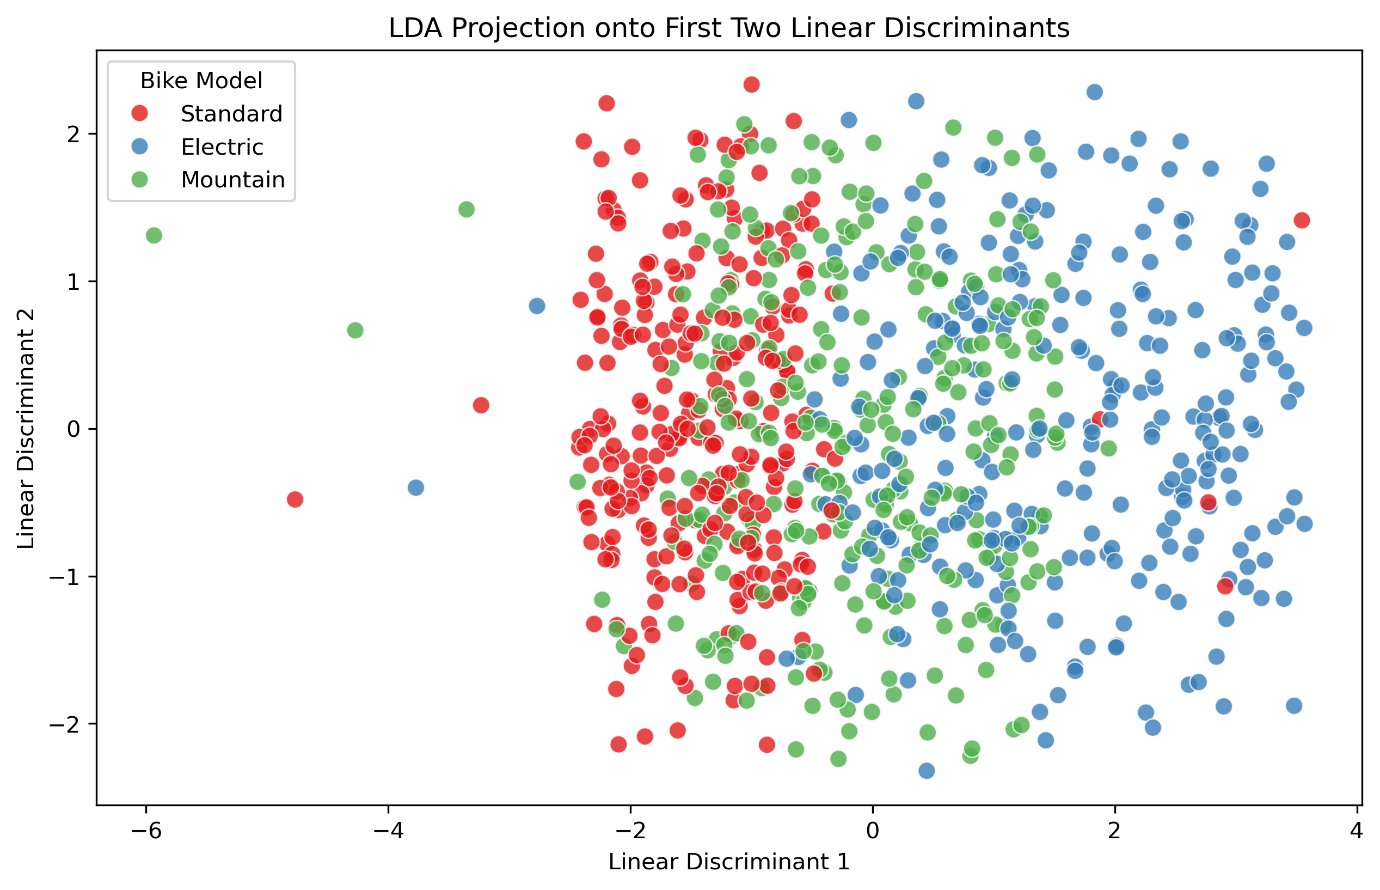 LDA Projection onto First Two Linear Discriminants
Bike Model
Standard
Electric
Mountain
Linear Discriminant 2
2
1
0
−1
−2
−6
−4
−2
0
2
4
Linear Discriminant 1